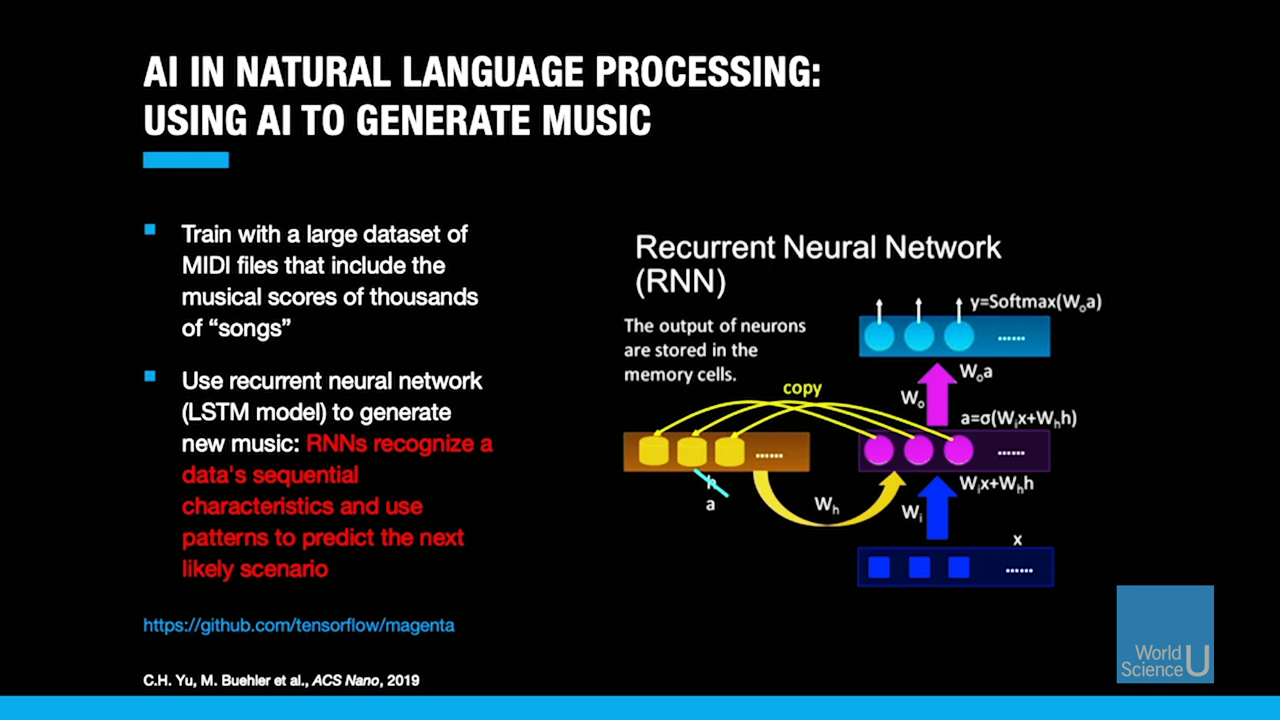 AI IN NATURAL LANGUAGE PROCESSING:
USING AI TO GENERATE MUSIC
Train with a large dataset of
MIDI files that include the
musical scores of thousands
of “songs”
Use recurrent neural network
(LSTM model) to generate
new music: RNNs recognize a
data's sequential
characteristics and use
patterns to predict the next
likely scenario
https://github.com/tensorflow/magenta
C.H. Yu, M. Buehler et al., ACS Nano, 2019
Recurrent Neural Network
(RNN)
The output of neurons
are stored in the
memory cells.
y=Softmax(Wₒa)
......
Wₒa
Wₒ
copy
a=σ(Wᵢx+Wₕh)
......
......
Wᵢx+Wₕh
h
a
Wₕ
Wᵢ
x
......
World
Science U